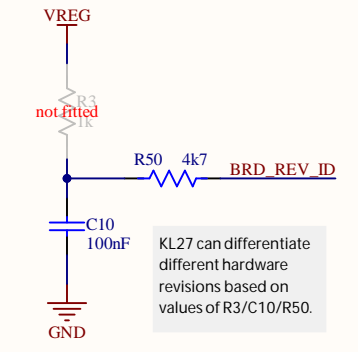 VREG
R3
not fitted
1k
R50 4k7
BRD_REV_ID
C10
100nF
KL27 can differentiate
different hardware
revisions based on
values of R3/C10/R50.
GND